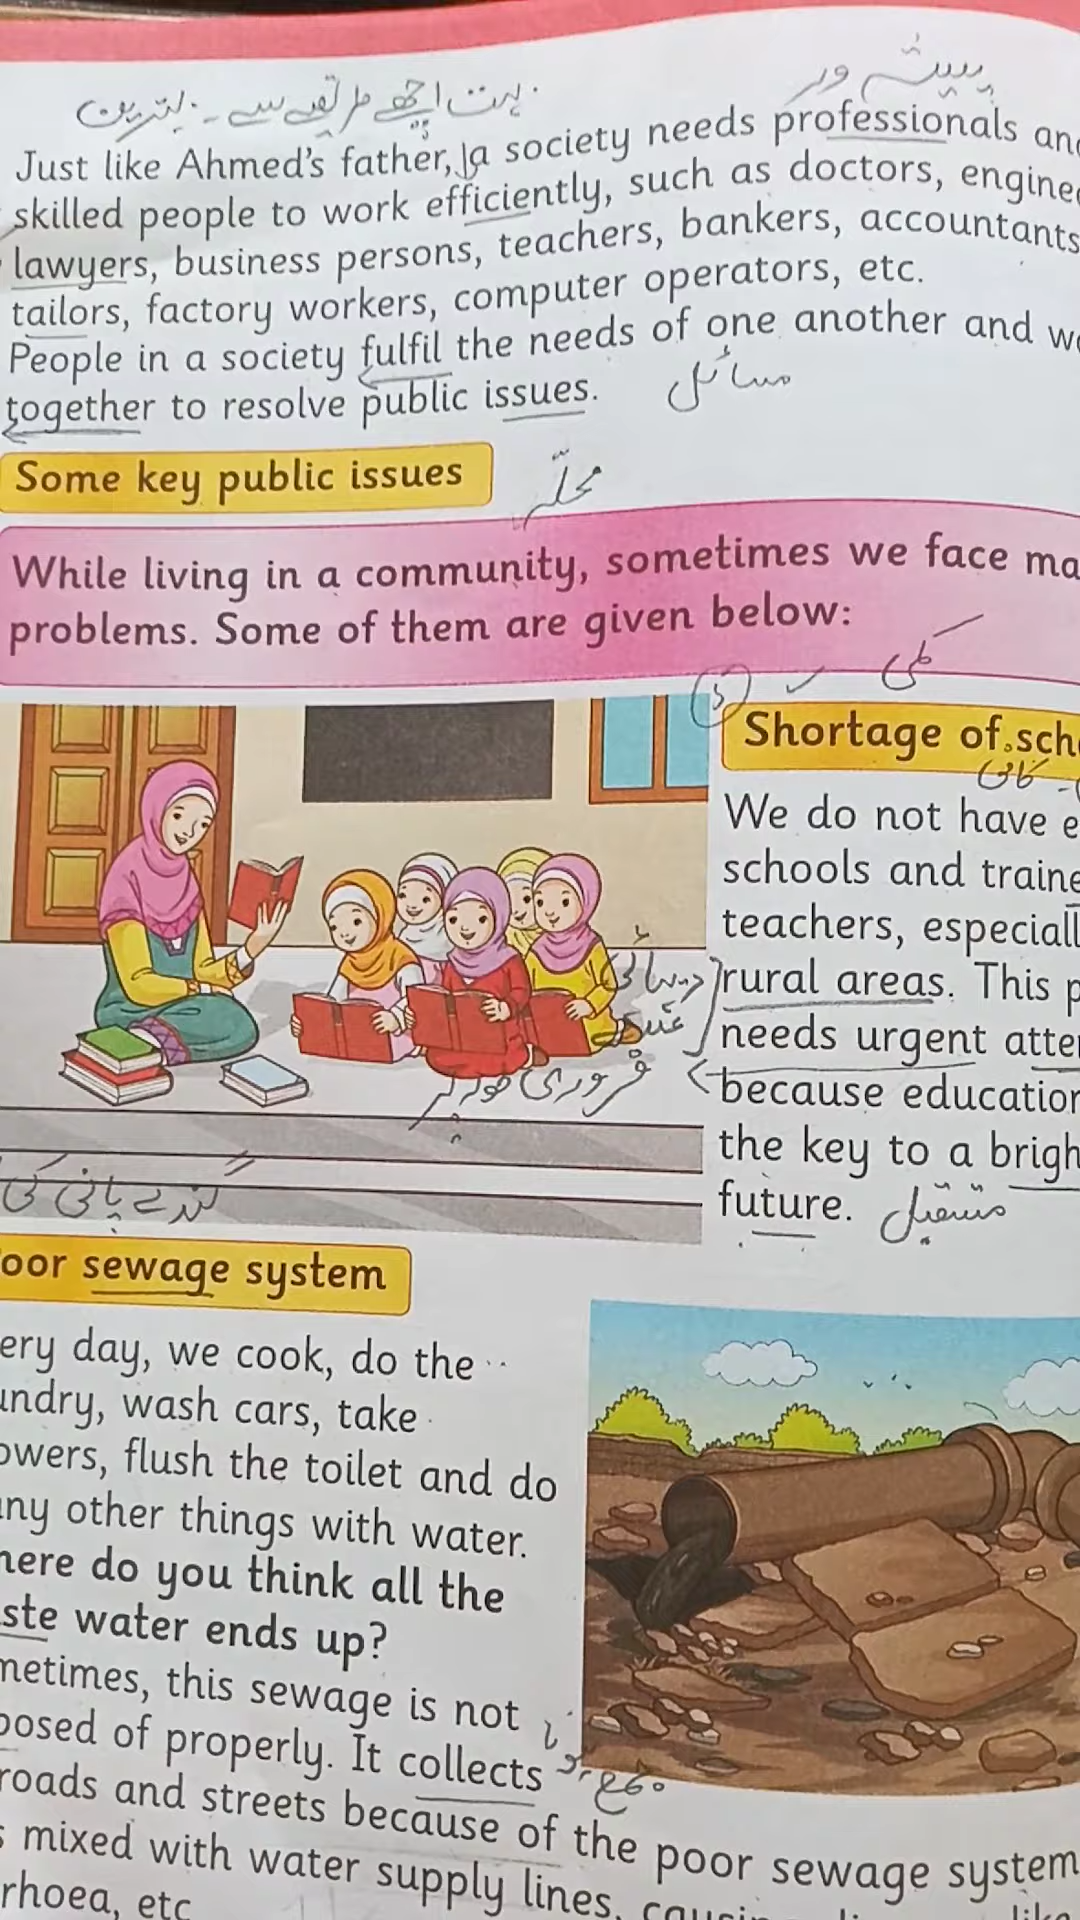 بہت اچھے طریقے سے ۔ بہترین
پیشہ ور
Just like Ahmed's father, a society needs professionals an
skilled people to work efficiently, such as doctors, engine
lawyers, business persons, teachers, bankers, accountants
tailors, factory workers, computer operators, etc.
People in a society fulfil the needs of one another and w
together to resolve public issues.
مسائل
Some key public issues
محلہ
While living in a community, sometimes we face ma
problems. Some of them are given below:
کمی
Shortage of sch
کافی
We do not have e
schools and traine
teachers, especiall
rural areas. This p
دیہاتی
needs urgent atte
because education
the key to a brigh
future.
مستقبل
گندے پانی کی
oor sewage system
ery day, we cook, do the
undry, wash cars, take
owers, flush the toilet and do
any other things with water.
here do you think all the
ste water ends up?
metimes, this sewage is not
posed of properly. It collects
roads and streets because of the poor sewage system
s mixed with water supply lines,
rhoea, etc